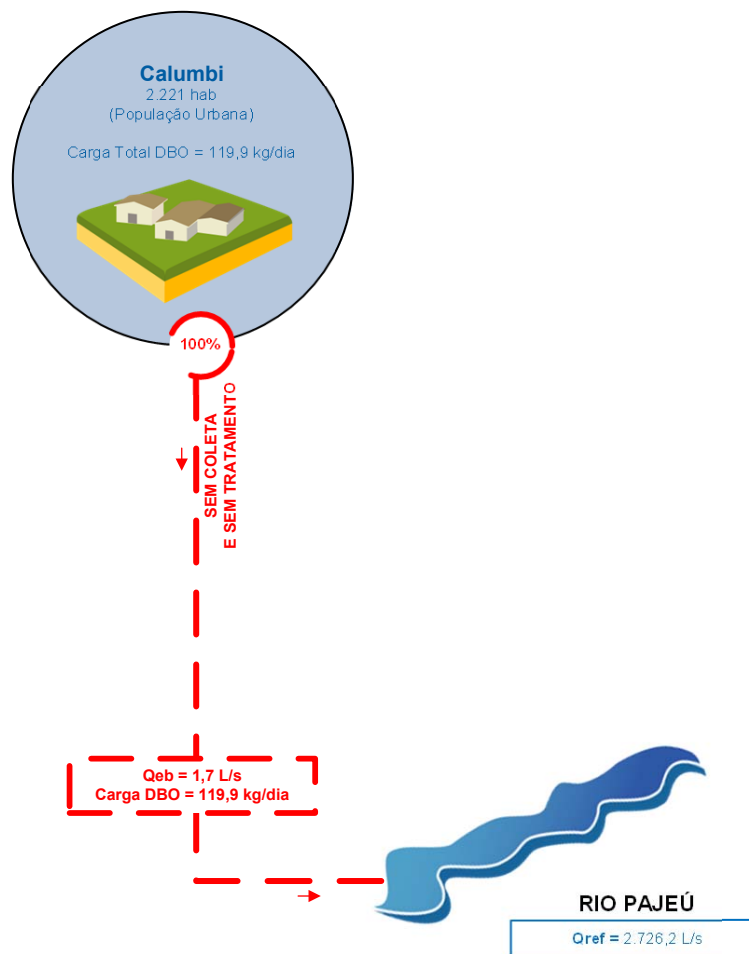 Calumbi
2.221 hab
(População Urbana)
Carga Total DBO = 119,9 kg/dia
100%
SEM COLETA
E SEM TRATAMENTO
Qeb = 1,7 L/s
Carga DBO = 119,9 kg/dia
RIO PAJEÚ
Qref = 2.726,2 L/s